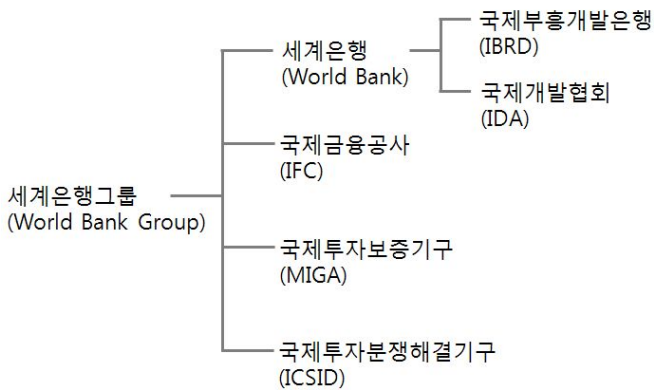 세계은행그룹
(World Bank Group)
세계은행
(World Bank)
국제부흥개발은행
(IBRD)
국제개발협회
(IDA)
국제금융공사
(IFC)
국제투자보증기구
(MIGA)
국제투자분쟁해결기구
(ICSID)